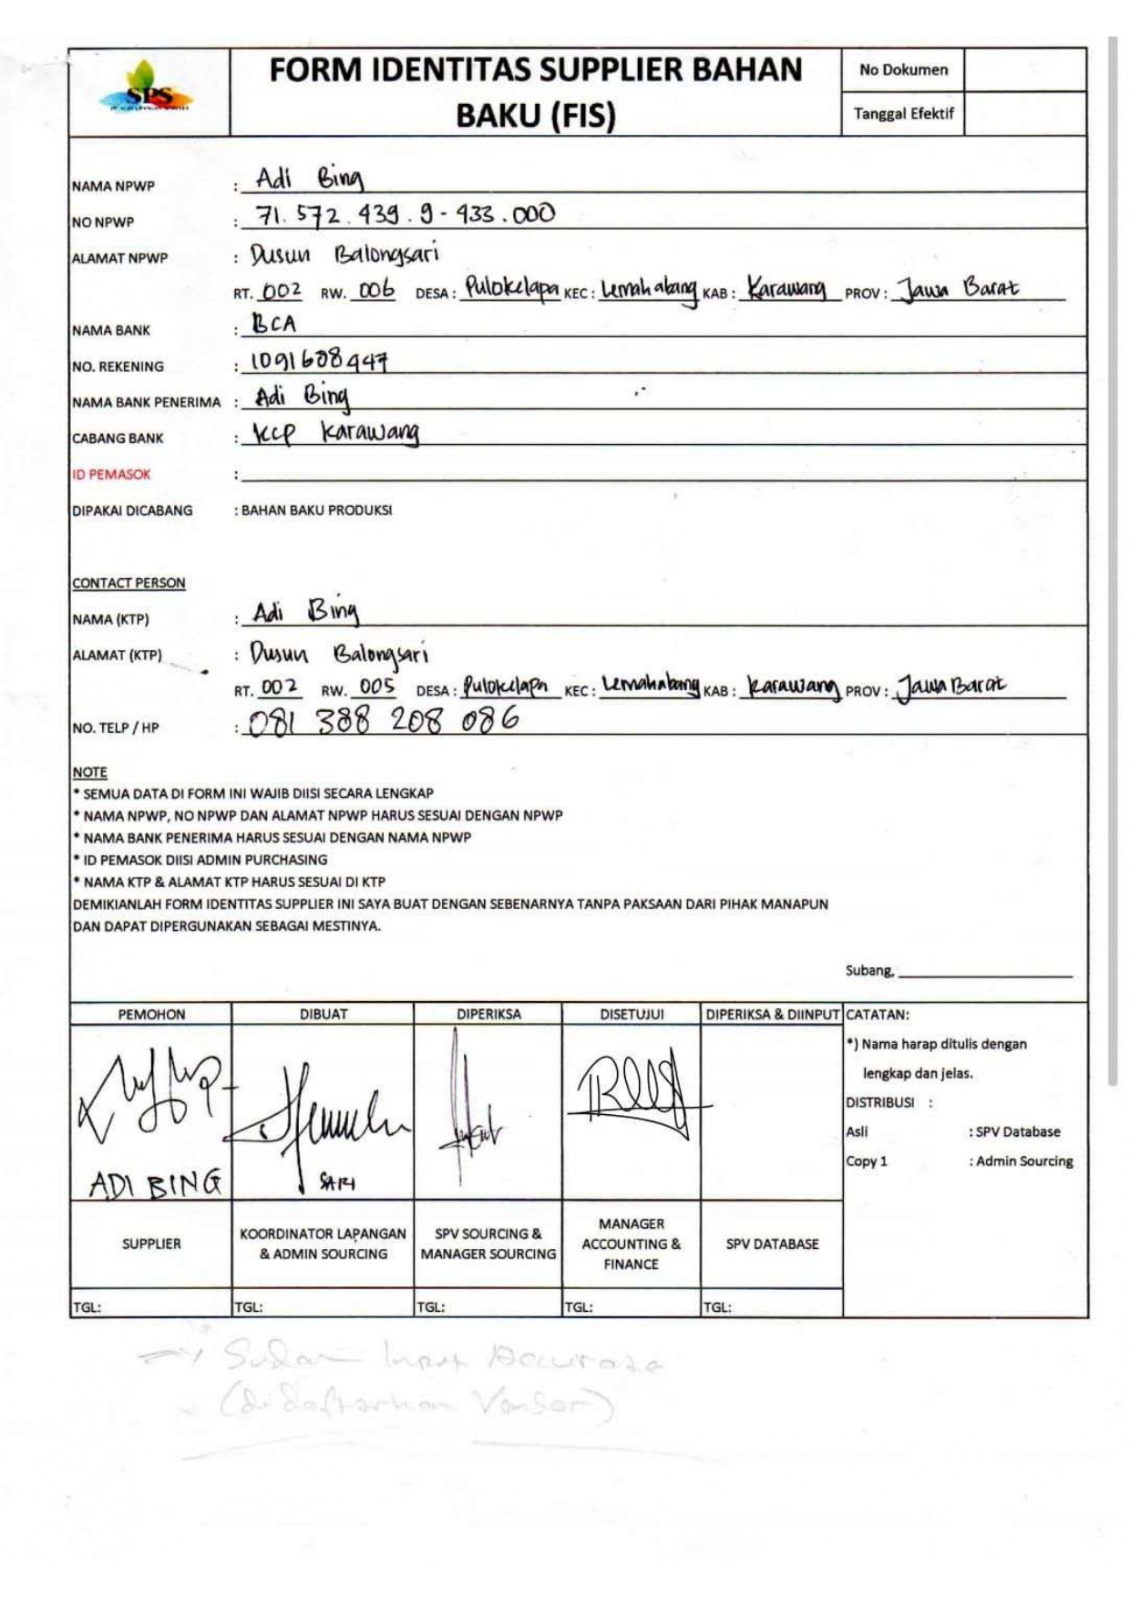 SPS
FORM IDENTITAS SUPPLIER BAHAN
BAKU (FIS)
No Dokumen
Tanggal Efektif
NAMA NPWP : Adi Bing
NO NPWP : 71.572.439.9-433.000
ALAMAT NPWP : Dusun Balongsari
RT. 002 RW. 006 DESA : Pulokelapa KEC : Lemahabang KAB : Karawang PROV : Jawa Barat
NAMA BANK : BCA
NO. REKENING : 1091608447
NAMA BANK PENERIMA : Adi Bing
CABANG BANK : KCP Karawang
ID PEMASOK :
DIPAKAI DICABANG : BAHAN BAKU PRODUKSI
CONTACT PERSON
NAMA (KTP) : Adi Bing
ALAMAT (KTP) : Dusun Balongsari
RT. 002 RW. 005 DESA : Pulokelapa KEC : Lemahabang KAB : Karawang PROV : Jawa Barat
NO. TELP / HP : 081 388 208 086
NOTE
* SEMUA DATA DI FORM INI WAJIB DIISI SECARA LENGKAP
* NAMA NPWP, NO NPWP DAN ALAMAT NPWP HARUS SESUAI DENGAN NPWP
* NAMA BANK PENERIMA HARUS SESUAI DENGAN NAMA NPWP
* ID PEMASOK DIISI ADMIN PURCHASING
* NAMA KTP & ALAMAT KTP HARUS SESUAI DI KTP
DEMIKIANLAH FORM IDENTITAS SUPPLIER INI SAYA BUAT DENGAN SEBENARNYA TANPA PAKSAAN DARI PIHAK MANAPUN
DAN DAPAT DIPERGUNAKAN SEBAGAI MESTINYA.
Subang,
PEMOHON DIBUAT DIPERIKSA DISETUJUI DIPERIKSA & DIINPUT CATATAN:
*) Nama harap ditulis dengan
lengkap dan jelas.
DISTRIBUSI :
Asli : SPV Database
Copy 1 : Admin Sourcing
ADI BING SARI
SUPPLIER
KOORDINATOR LAPANGAN
& ADMIN SOURCING
SPV SOURCING &
MANAGER SOURCING
MANAGER
ACCOUNTING &
FINANCE
SPV DATABASE
TGL: TGL: TGL: TGL: TGL:
Sudah Input Accurate
(didaftarkan Vendor)